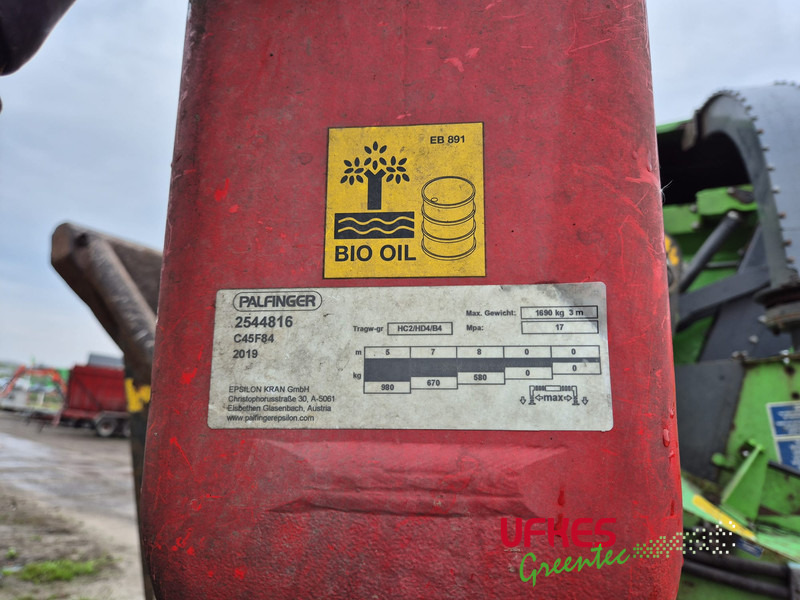 EB 891
BIO OIL
PALFINGER
2544816
C45F84
2019
EPSILON KRAN GmbH
Christophorusstraße 30, A-5061
Elsbethen Glasenbach, Austria
www.palfingerepsilon.com
Max. Gewicht: 1690 kg 3 m
Tragw-gr HC2/HD4/B4 Mpa: 17
m 5 7 8 0 0
kg 980 670 580 0 0
max
UFKES
Greentec